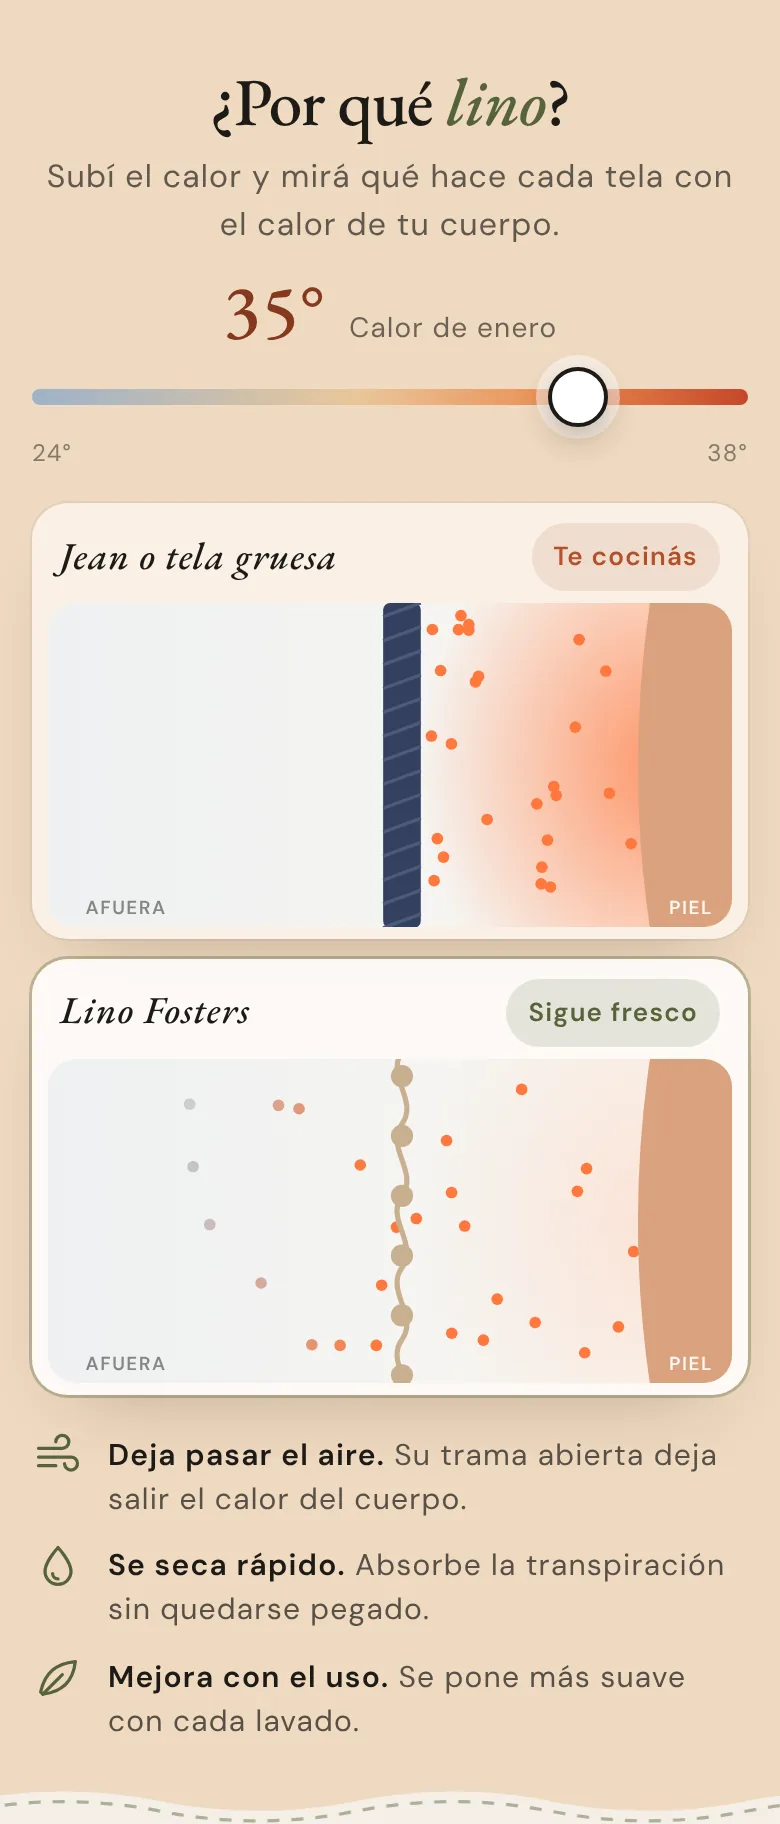 ¿Por qué lino?
Subí el calor y mirá qué hace cada tela con
el calor de tu cuerpo.
35° Calor de enero
24° 38°
Jean o tela gruesa Te cocinás
AFUERA PIEL
Lino Fosters Sigue fresco
AFUERA PIEL
Deja pasar el aire. Su trama abierta deja
salir el calor del cuerpo.
Se seca rápido. Absorbe la transpiración
sin quedarse pegado.
Mejora con el uso. Se pone más suave
con cada lavado.